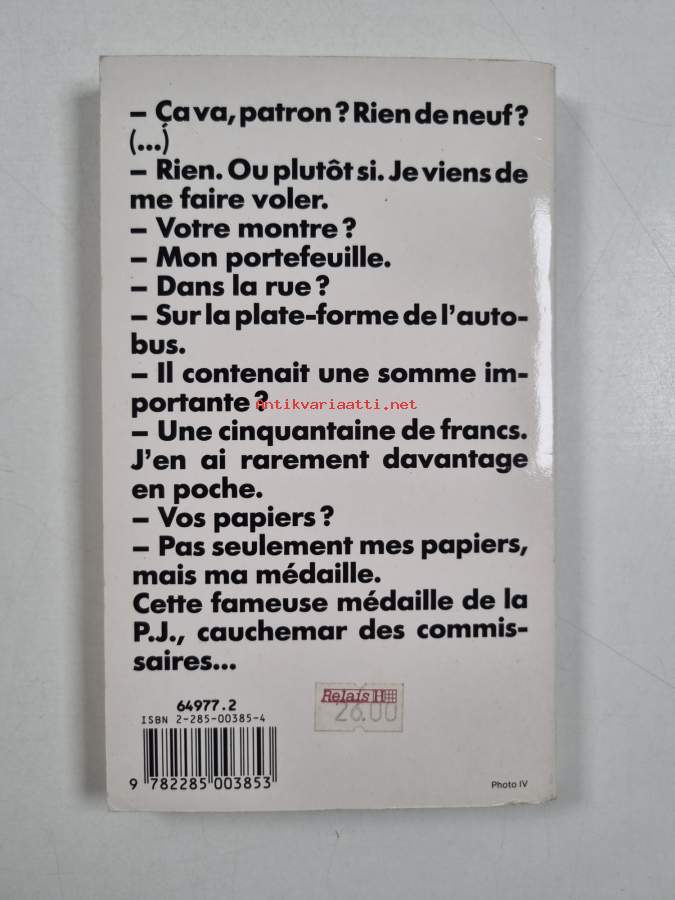 – Ça va, patron ? Rien de neuf ?
(...)
– Rien. Ou plutôt si. Je viens de
me faire voler.
– Votre montre ?
– Mon portefeuille.
– Dans la rue ?
– Sur la plate-forme de l'auto-
bus.
– Il contenait une somme im-
portante ?
antikvariaatti.net
– Une cinquantaine de francs.
J'en ai rarement davantage
en poche.
– Vos papiers ?
– Pas seulement mes papiers,
mais ma médaille.
Cette fameuse médaille de la
P.J., cauchemar des commis-
saires...
64977.2
ISBN 2-285-00385-4
Relais H
26.00
9 782285 003853
Photo IV